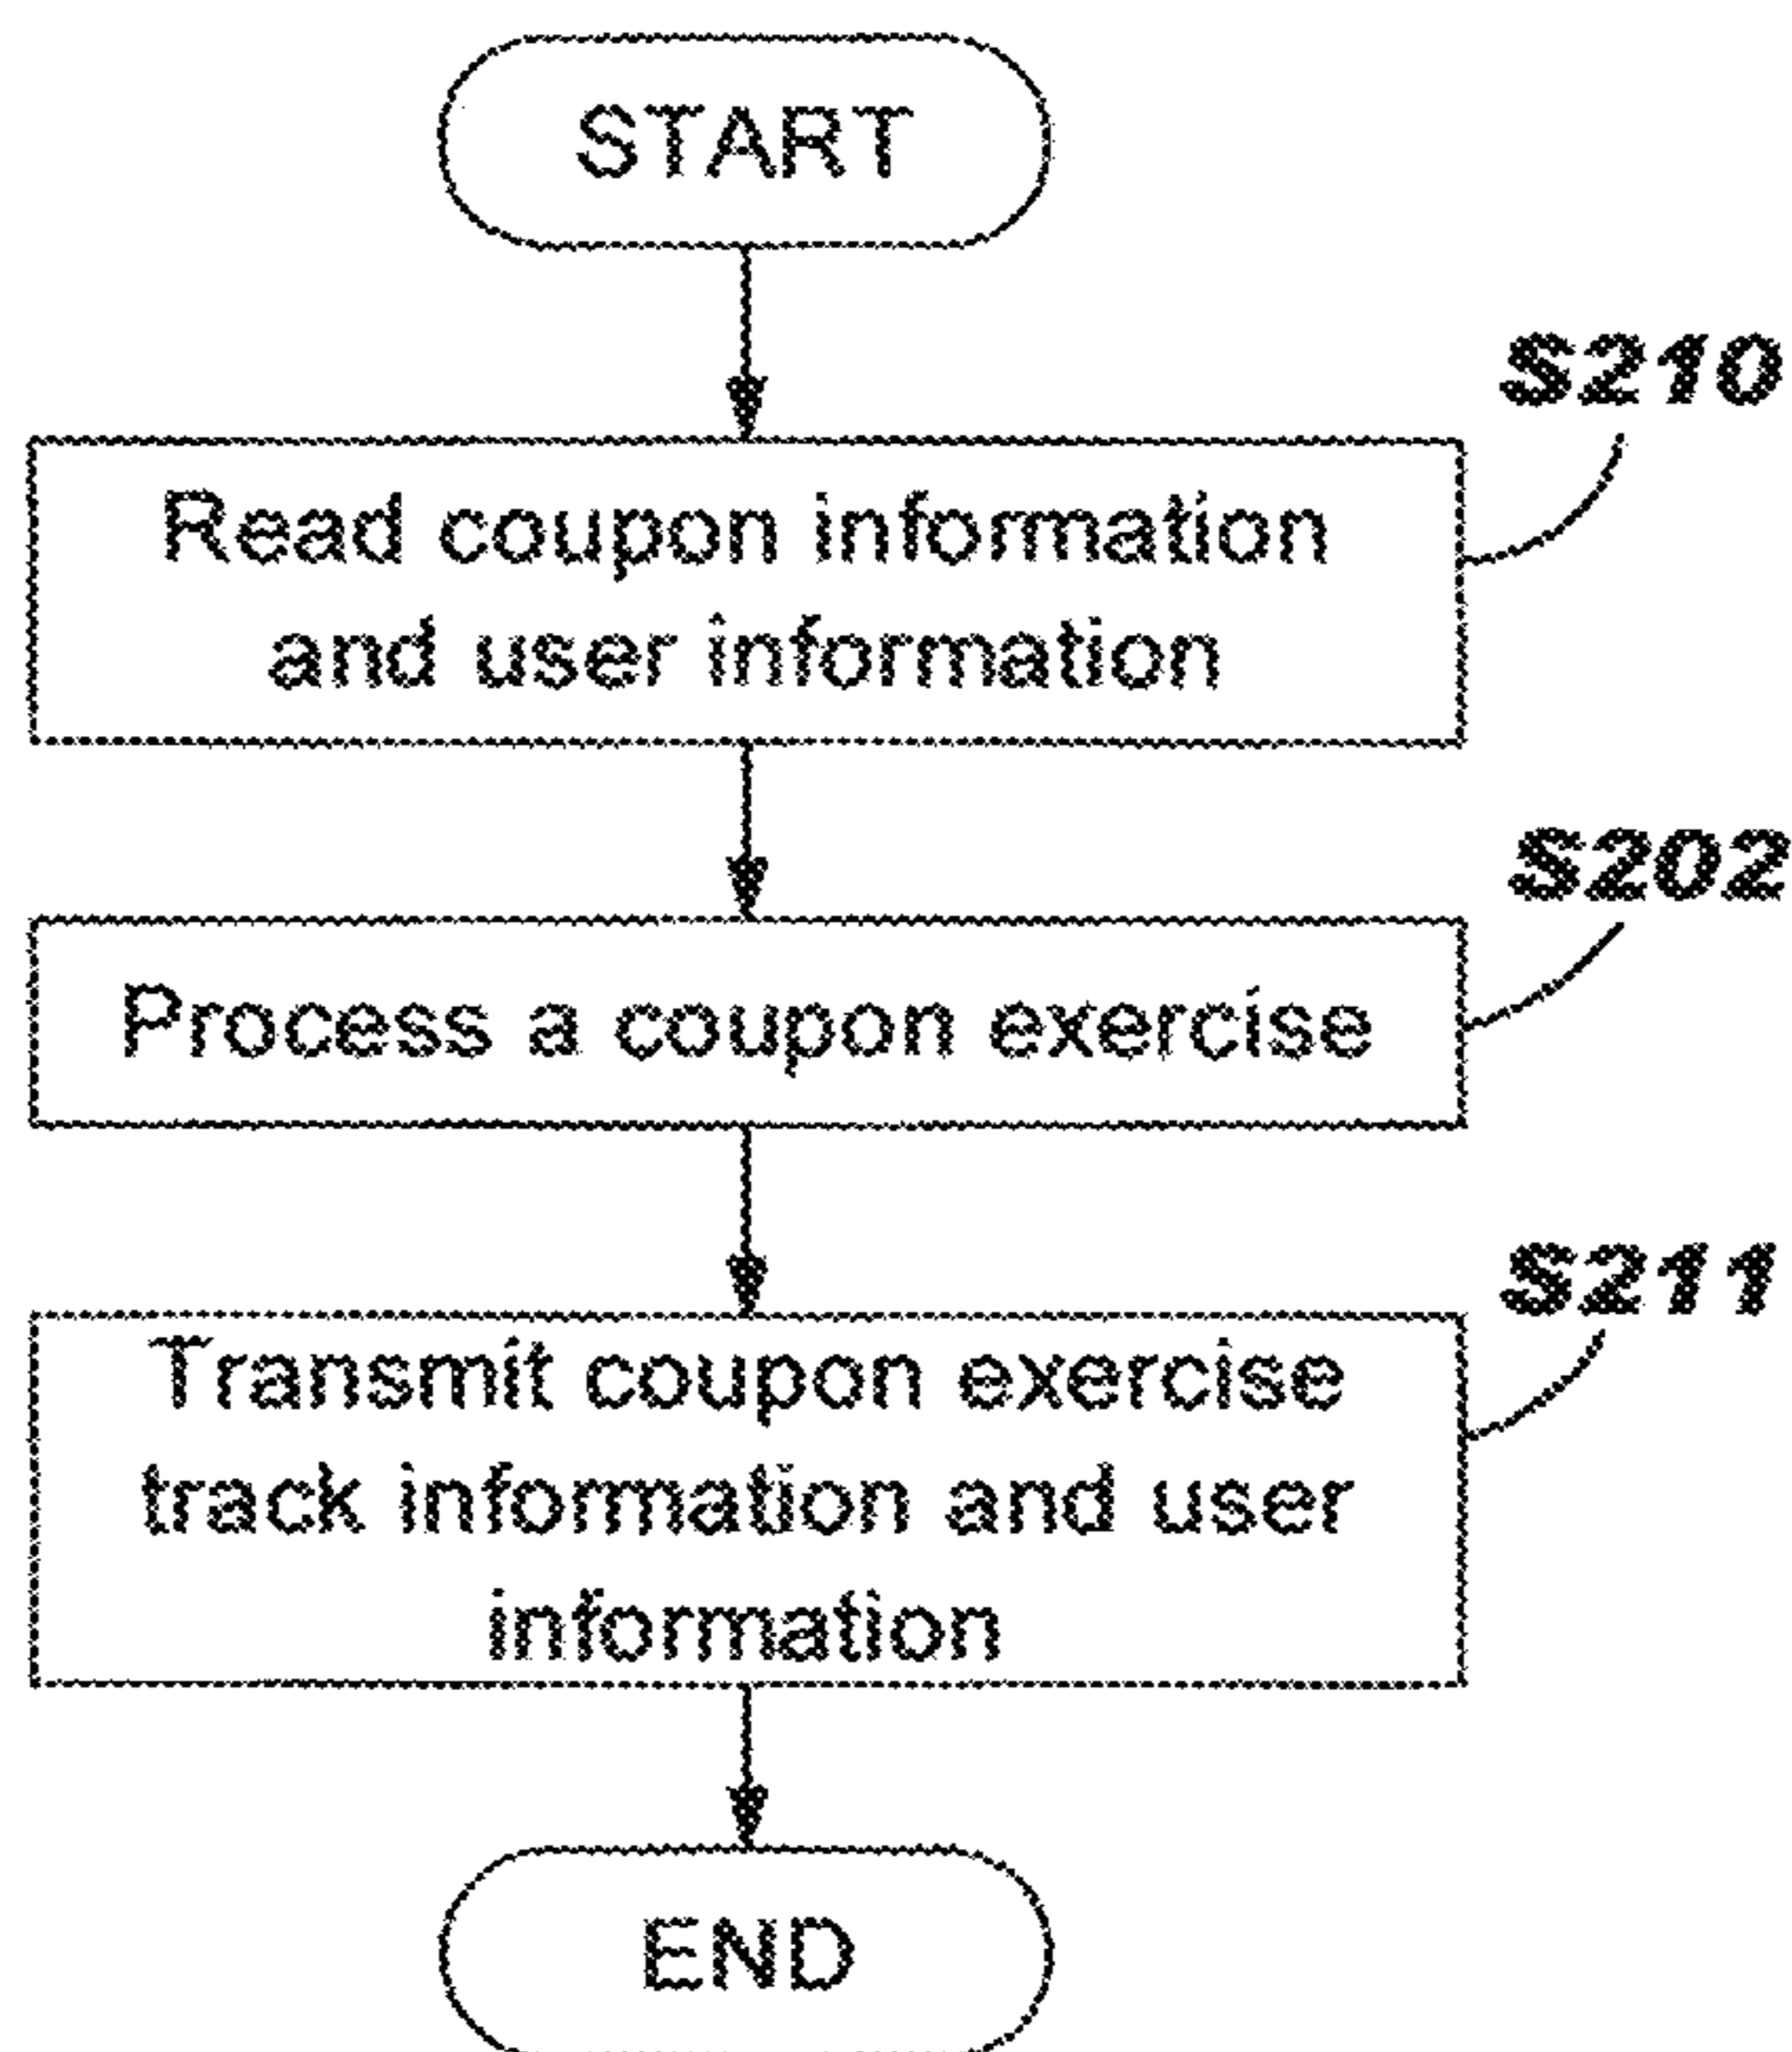 START
S210
Read coupon information
and user information
S202
Process a coupon exercise
S211
Transmit coupon exercise
track information and user
information
END